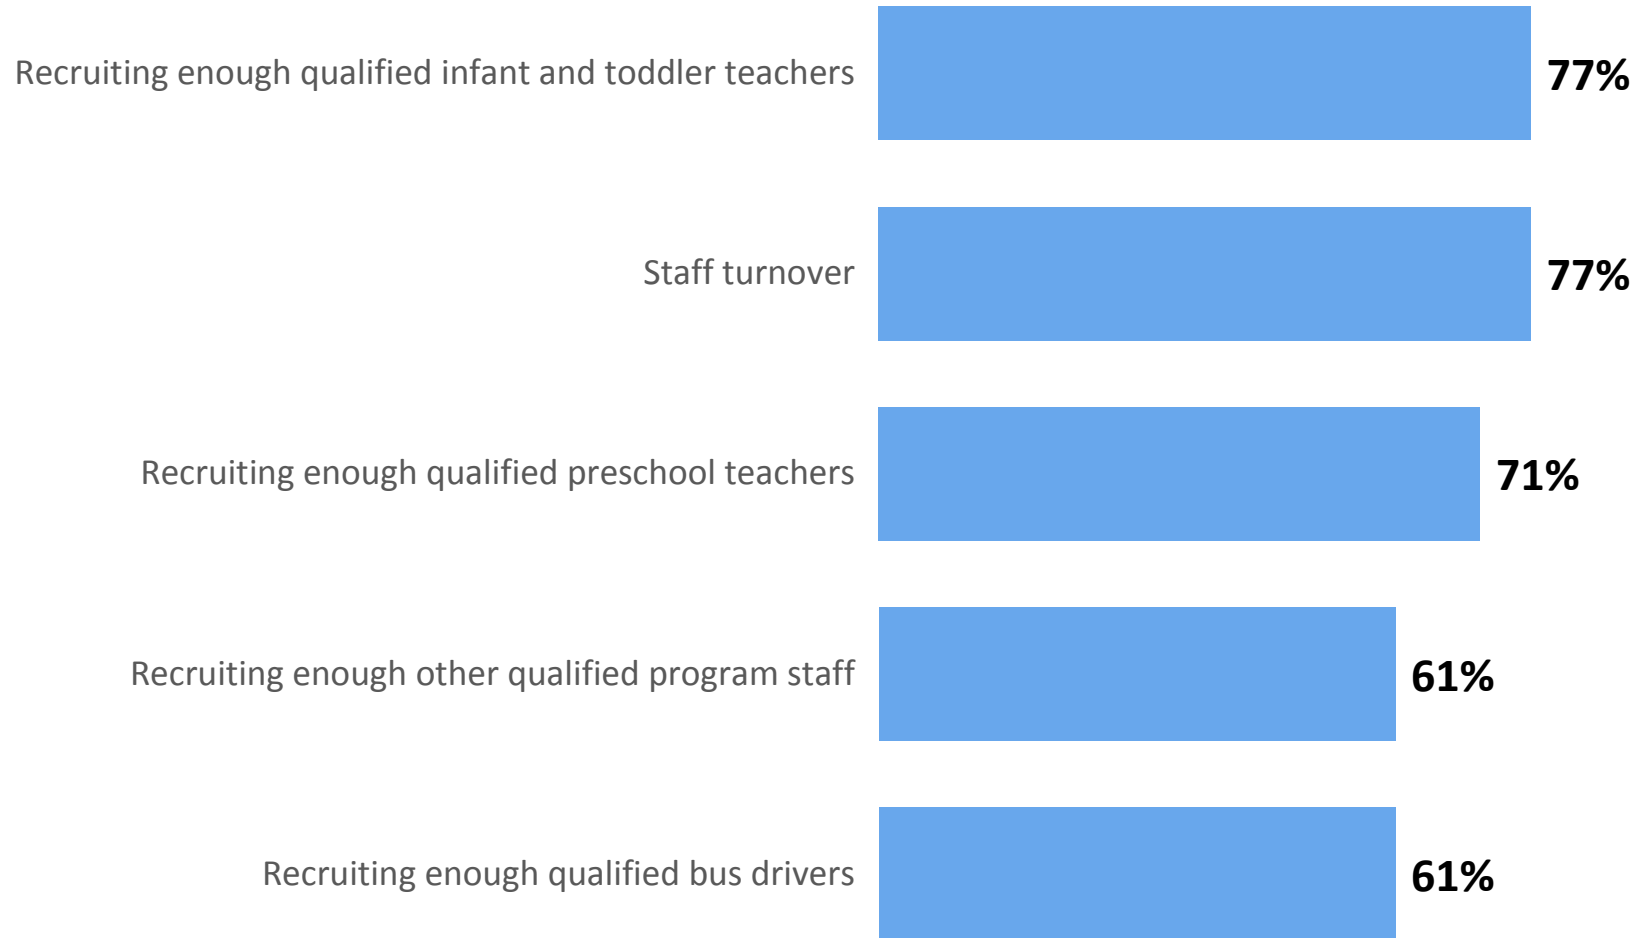 Recruiting enough qualified infant and toddler teachers 77%
Staff turnover 77%
Recruiting enough qualified preschool teachers 71%
Recruiting enough other qualified program staff 61%
Recruiting enough qualified bus drivers 61%